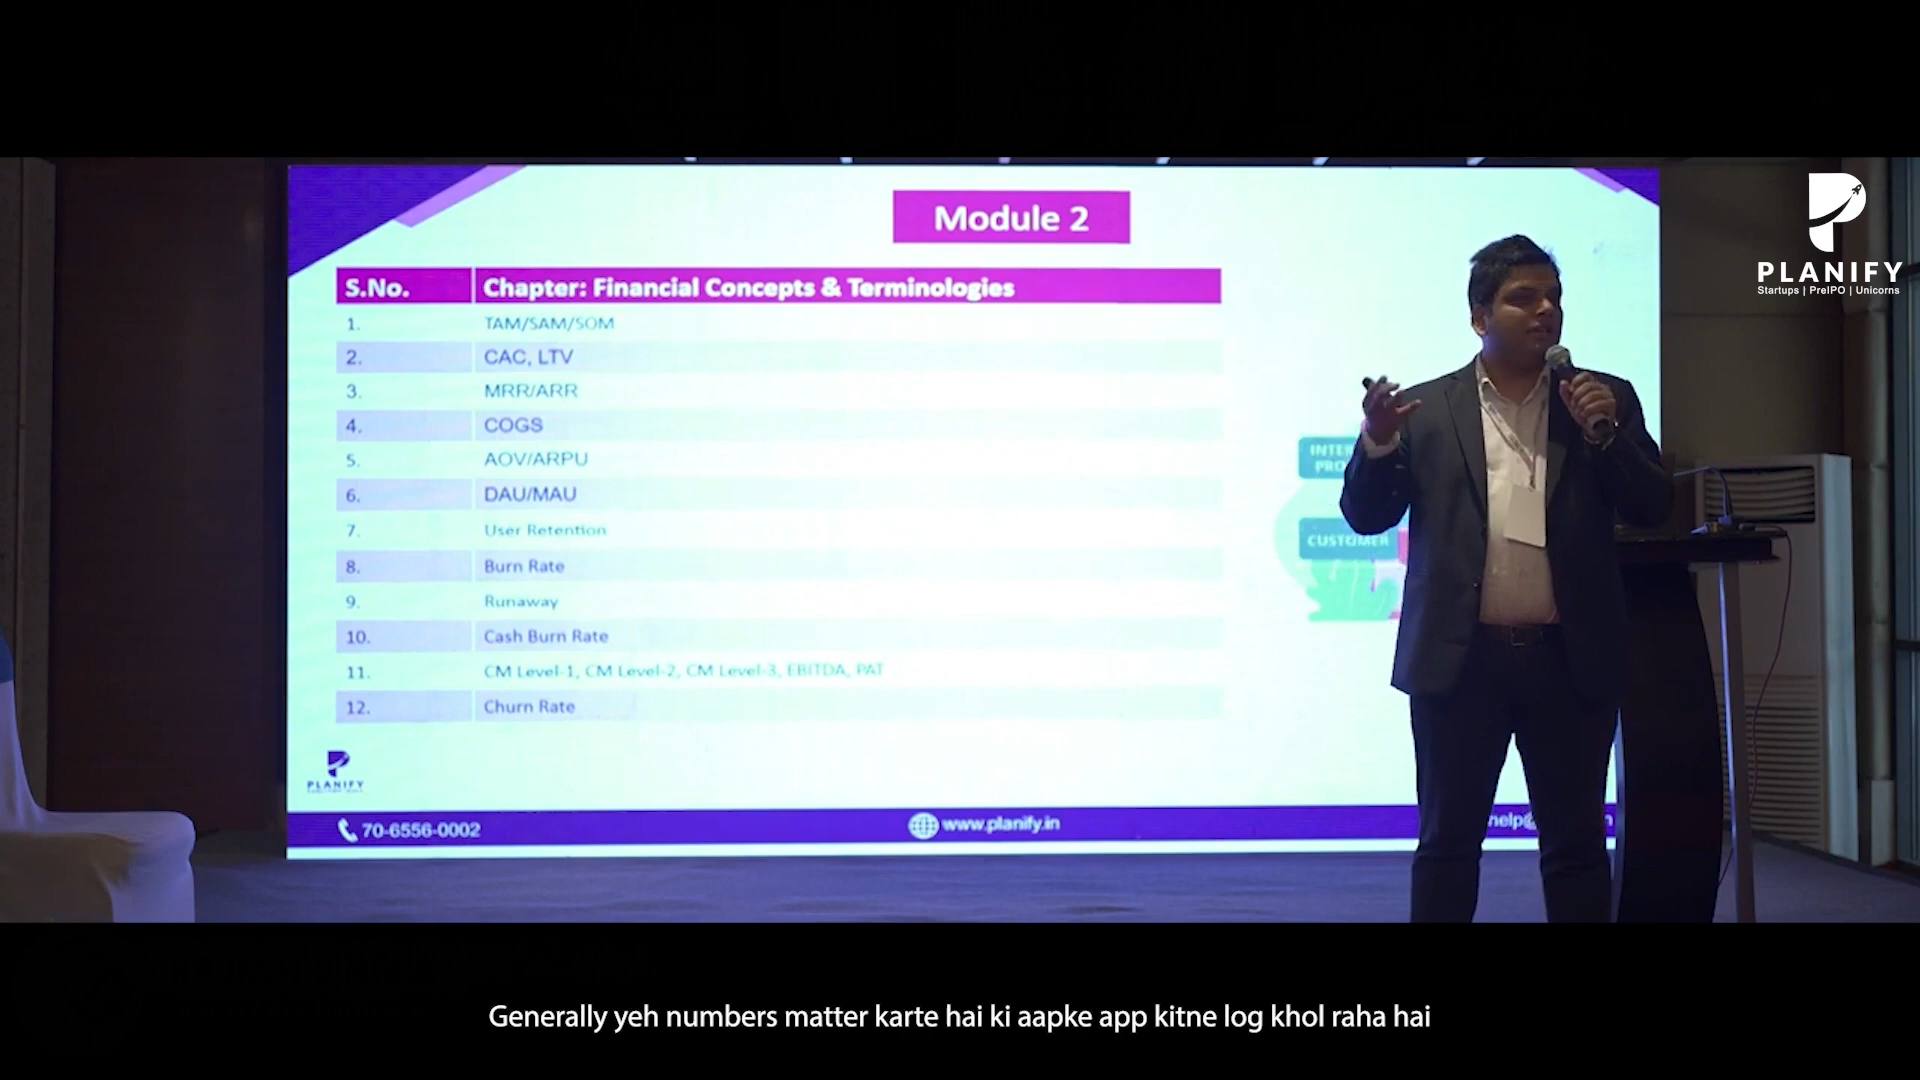 Module 2
S.No. Chapter: Financial Concepts & Terminologies
1. TAM/SAM/SOM
2. CAC, LTV
3. MRR/ARR
4. COGS
5. AOV/ARPU
6. DAU/MAU
7. User Retention
8. Burn Rate
9. Runaway
10. Cash Burn Rate
11. CM Level-1, CM Level-2, CM Level-3, EBITDA, PAT
12. Churn Rate
CUSTOMER
PLANIFY
70-6556-0002
www.planify.in
help@
PLANIFY
Startups | PreIPO | Unicorns
Generally yeh numbers matter karte hai ki aapke app kitne log khol raha hai